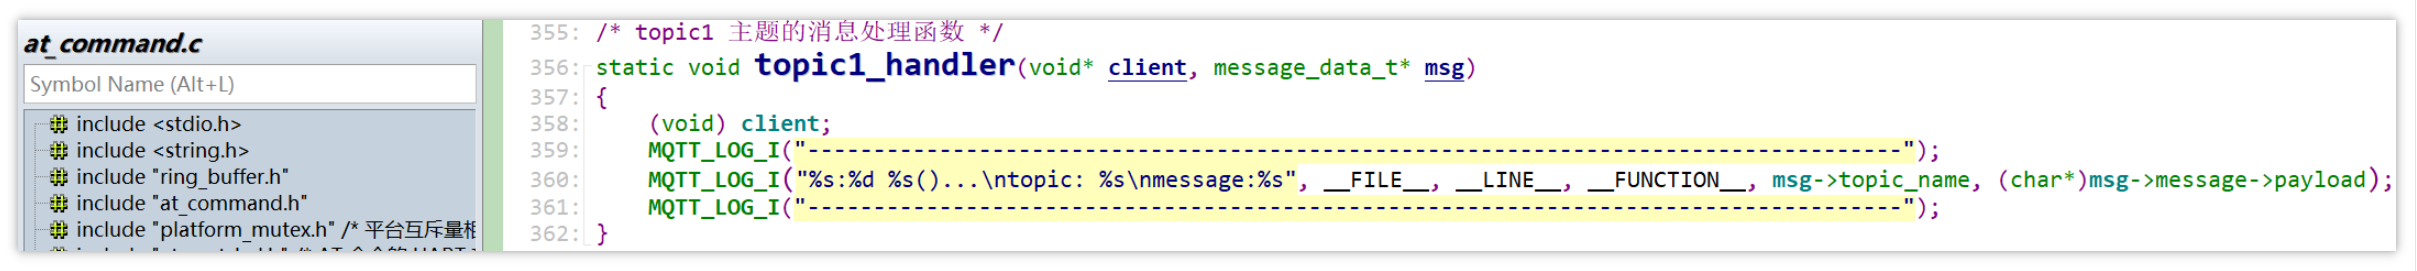 at_command.c
Symbol Name (Alt+L)
include <stdio.h>
include <string.h>
include "ring_buffer.h"
include "at_command.h"
include "platform_mutex.h" /* 平台互斥量相
355: /* topic1 主题的消息处理函数 */
356: static void topic1_handler(void* client, message_data_t* msg)
357: {
358: (void) client;
359: MQTT_LOG_I("-----------------------------------------------------------------------------------");
360: MQTT_LOG_I("%s:%d %s()...\ntopic: %s\nmessage:%s", __FILE__, __LINE__, __FUNCTION__, msg->topic_name, (char*)msg->message->payload);
361: MQTT_LOG_I("-----------------------------------------------------------------------------------");
362: }